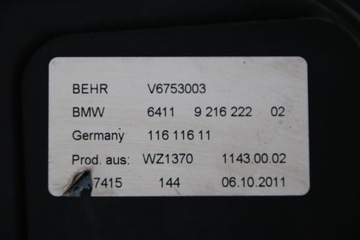 BEHR V6753003
BMW 6411 9 216 222 02
Germany 116 116 11
Prod. aus: WZ1370 1143.00.02
7415 144 06.10.2011